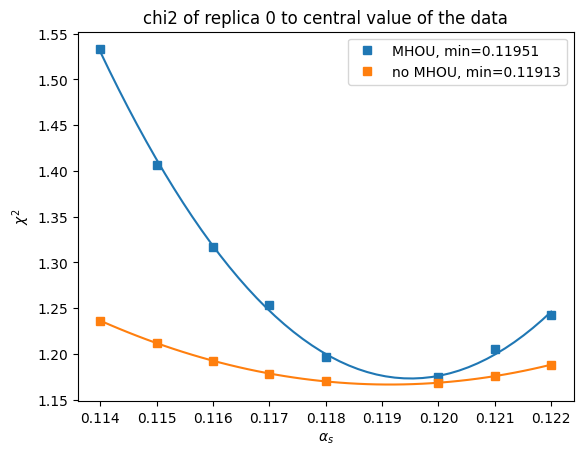 chi2 of replica 0 to central value of the data
MHOU, min=0.11951
no MHOU, min=0.11913
1.55
1.50
1.45
1.40
1.35
1.30
1.25
1.20
1.15
χ²
0.114 0.115 0.116 0.117 0.118 0.119 0.120 0.121 0.122
αₛ